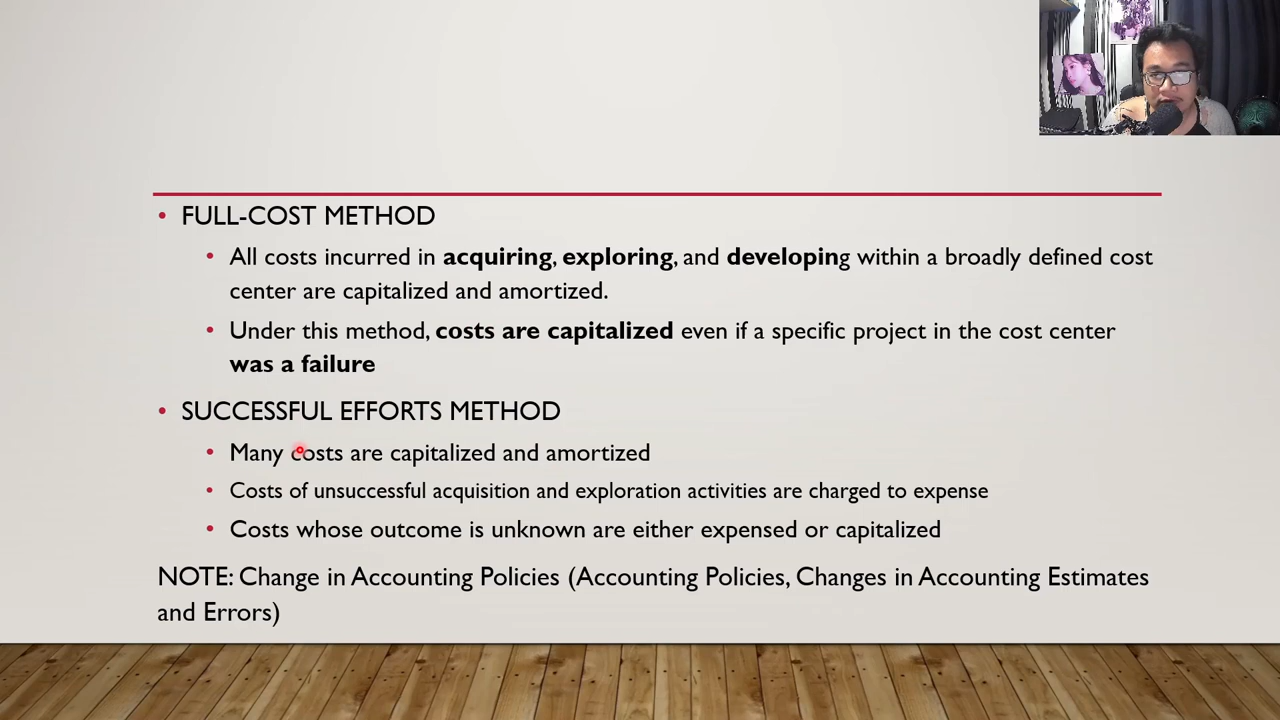 • FULL-COST METHOD
• All costs incurred in acquiring, exploring, and developing within a broadly defined cost
center are capitalized and amortized.
• Under this method, costs are capitalized even if a specific project in the cost center
was a failure
• SUCCESSFUL EFFORTS METHOD
• Many costs are capitalized and amortized
• Costs of unsuccessful acquisition and exploration activities are charged to expense
• Costs whose outcome is unknown are either expensed or capitalized
NOTE: Change in Accounting Policies (Accounting Policies, Changes in Accounting Estimates
and Errors)